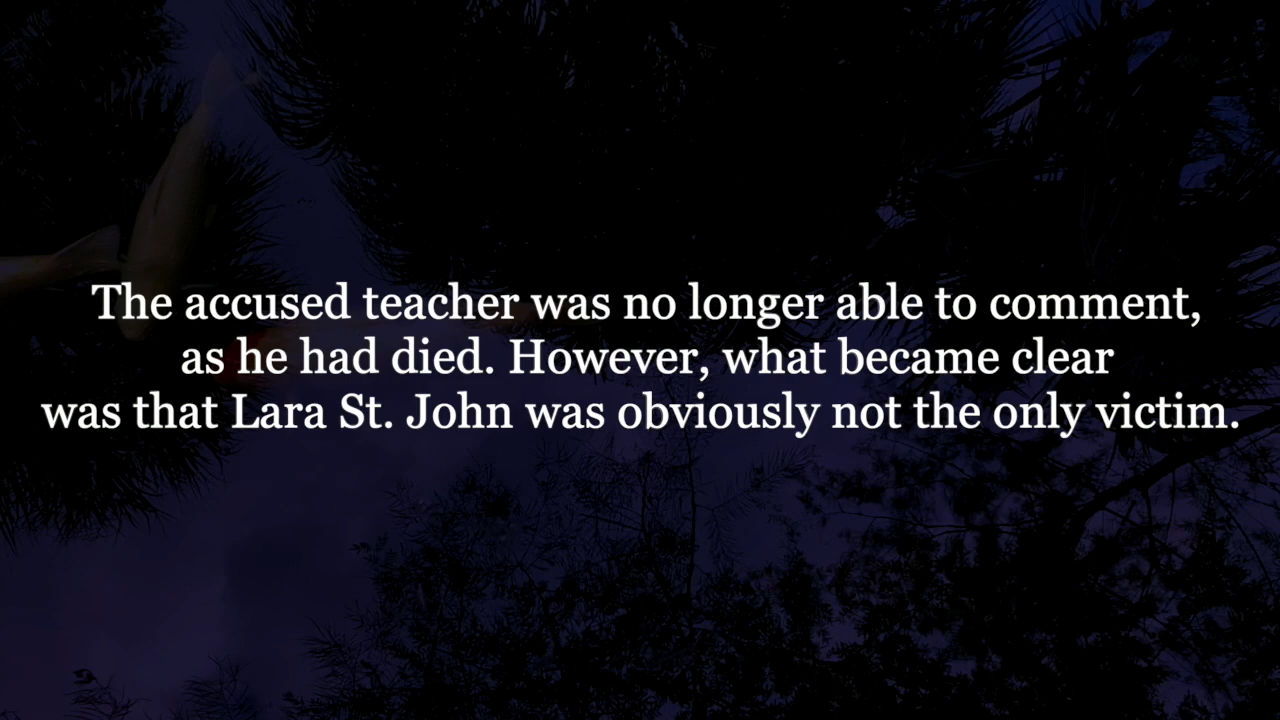 The accused teacher was no longer able to comment,
as he had died. However, what became clear
was that Lara St. John was obviously not the only victim.